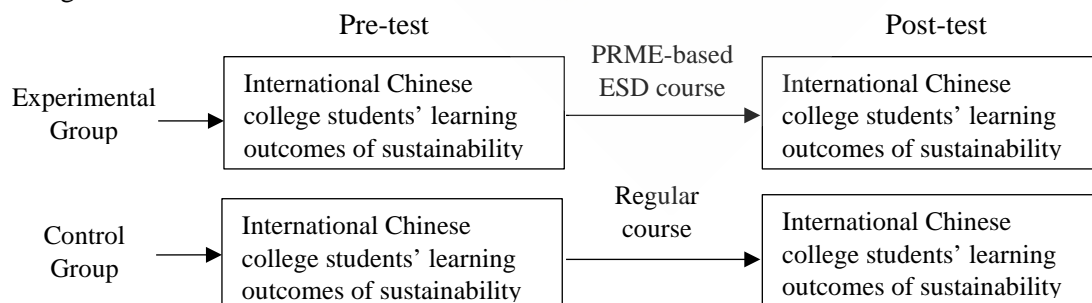 Pre-test
Post-test
PRME-based
ESD course
Experimental
Group
International Chinese
college students’ learning
outcomes of sustainability
International Chinese
college students’ learning
outcomes of sustainability
Regular
course
Control
Group
International Chinese
college students’ learning
outcomes of sustainability
International Chinese
college students’ learning
outcomes of sustainability